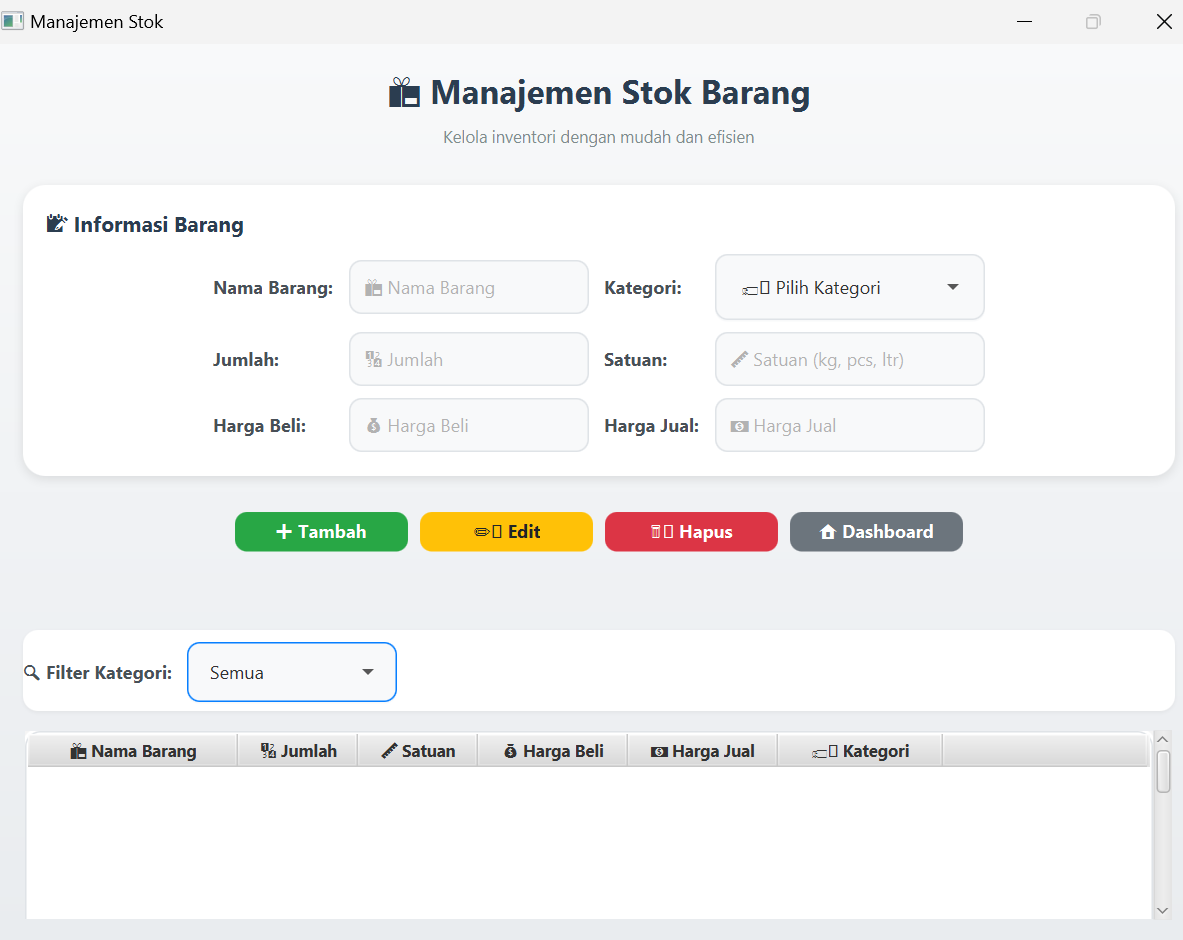 Manajemen Stok
Manajemen Stok Barang
Kelola inventori dengan mudah dan efisien
Informasi Barang
Nama Barang: Nama Barang Kategori: Pilih Kategori
Jumlah: Jumlah Satuan: Satuan (kg, pcs, ltr)
Harga Beli: Harga Beli Harga Jual: Harga Jual
Tambah Edit Hapus Dashboard
Filter Kategori: Semua
Nama Barang Jumlah Satuan Harga Beli Harga Jual Kategori